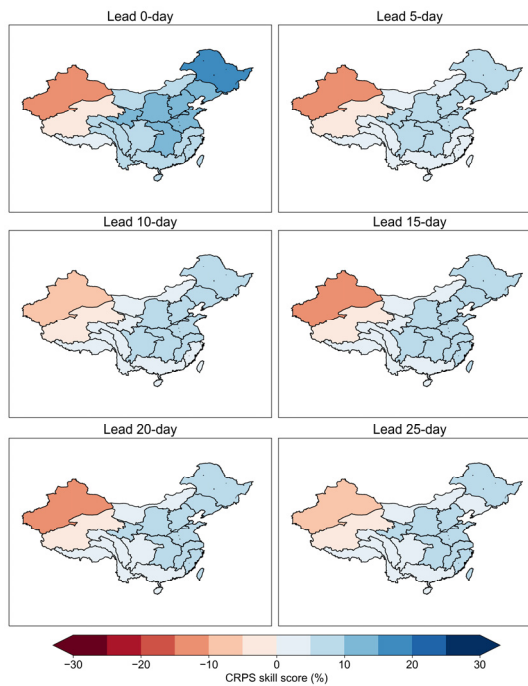 Lead 0-day
Lead 5-day
Lead 10-day
Lead 15-day
Lead 20-day
Lead 25-day
−30 −20 −10 0 10 20 30
CRPS skill score (%)